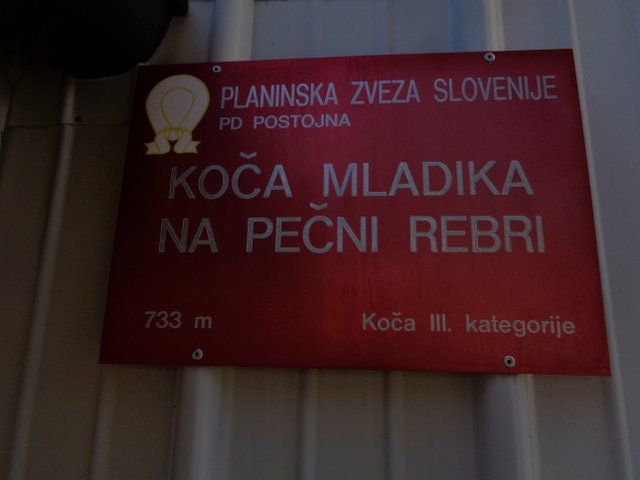 PLANINSKA ZVEZA SLOVENIJE
PD POSTOJNA
KOČA MLADIKA
NA PEČNI REBRI
733 m
Koča III. kategorije